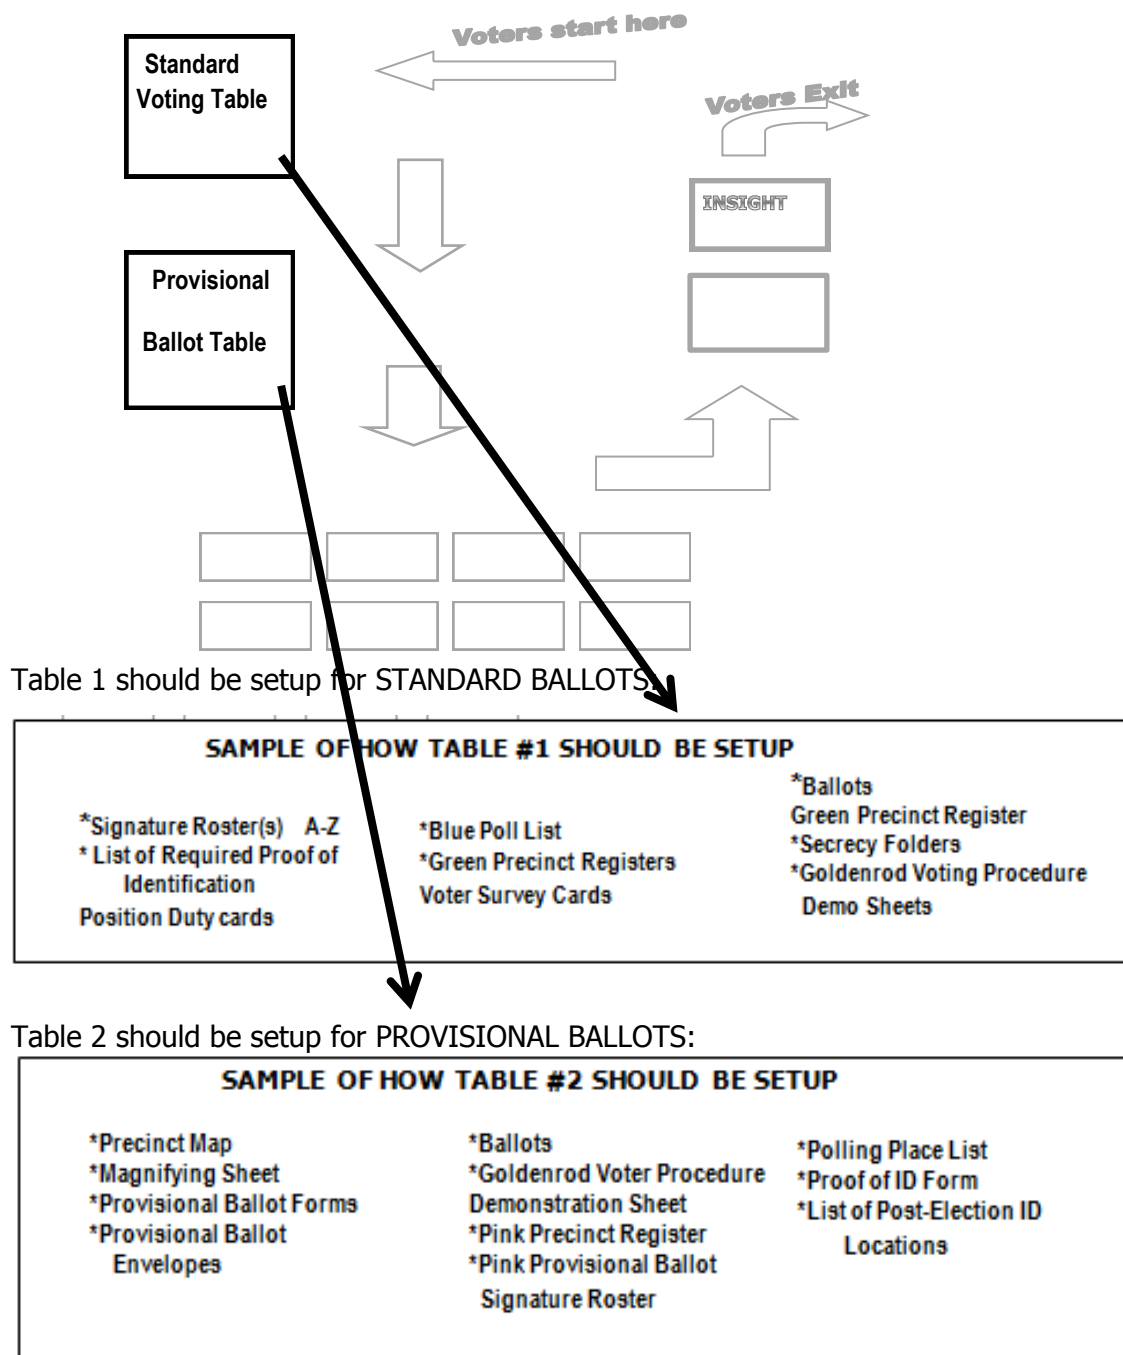 Voters start here
Standard
Voting Table
Voters Exit
INSIGHT
Provisional
Ballot Table
Table 1 should be setup for STANDARD BALLOTS:
SAMPLE OF HOW TABLE #1 SHOULD BE SETUP
*Signature Roster(s) A-Z
* List of Required Proof of
Identification
Position Duty cards
*Blue Poll List
*Green Precinct Registers
Voter Survey Cards
*Ballots
Green Precinct Register
*Secrecy Folders
*Goldenrod Voting Procedure
Demo Sheets
Table 2 should be setup for PROVISIONAL BALLOTS:
SAMPLE OF HOW TABLE #2 SHOULD BE SETUP
*Precinct Map
*Magnifying Sheet
*Provisional Ballot Forms
*Provisional Ballot
Envelopes
*Ballots
*Goldenrod Voter Procedure
Demonstration Sheet
*Pink Precinct Register
*Pink Provisional Ballot
Signature Roster
*Polling Place List
*Proof of ID Form
*List of Post-Election ID
Locations